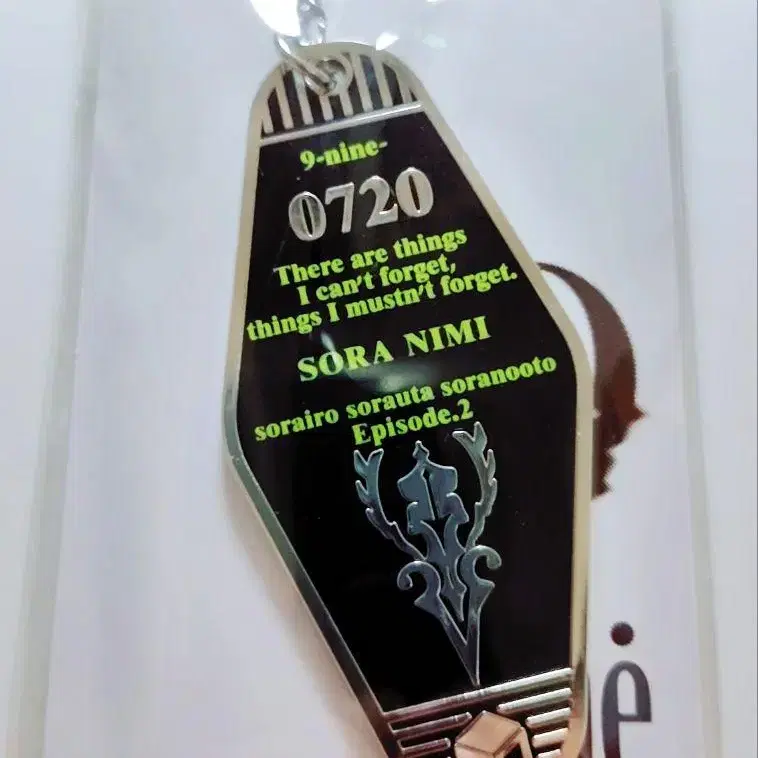 9-nine-
0720
There are things
I can't forget,
things I mustn't forget.
SORA NIMI
sorairo sorauta soranooto
Episode.2
ė